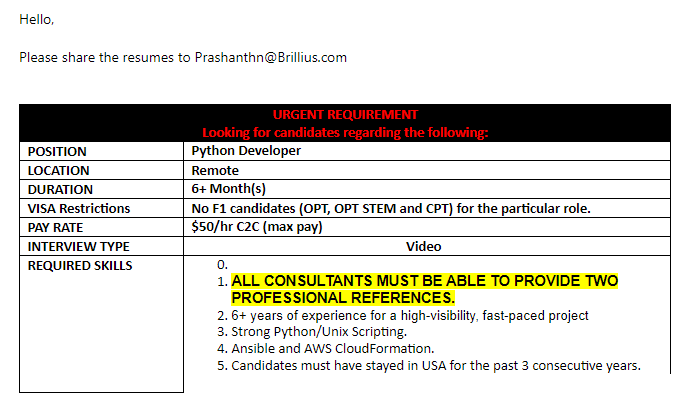 Hello,
Please share the resumes to Prashanthn@Brillius.com
URGENT REQUIREMENT
Looking for candidates regarding the following:
POSITION Python Developer
LOCATION Remote
DURATION 6+ Month(s)
VISA Restrictions No F1 candidates (OPT, OPT STEM and CPT) for the particular role.
PAY RATE $50/hr C2C (max pay)
INTERVIEW TYPE Video
REQUIRED SKILLS 0.
1. ALL CONSULTANTS MUST BE ABLE TO PROVIDE TWO
PROFESSIONAL REFERENCES.
2. 6+ years of experience for a high-visibility, fast-paced project
3. Strong Python/Unix Scripting.
4. Ansible and AWS CloudFormation.
5. Candidates must have stayed in USA for the past 3 consecutive years.